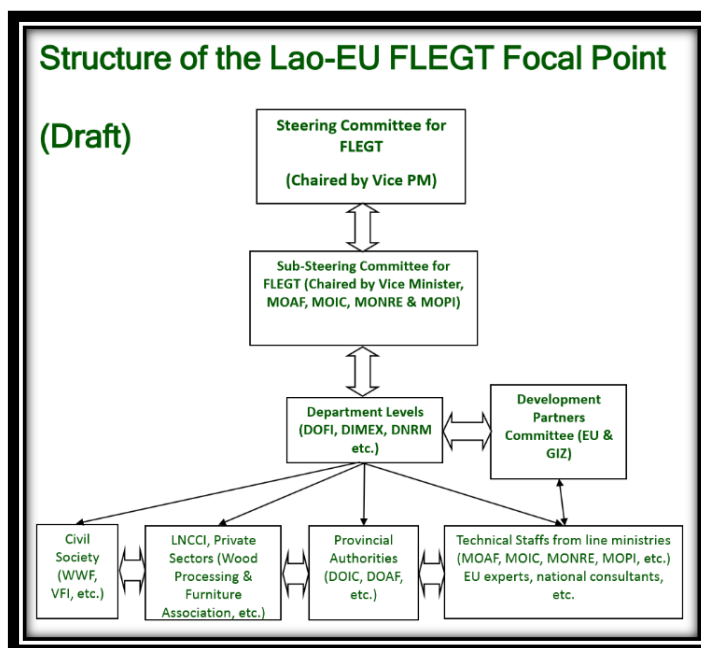 Structure of the Lao-EU FLEGT Focal Point
(Draft)
Steering Committee for
FLEGT
(Chaired by Vice PM)
Sub-Steering Committee for
FLEGT (Chaired by Vice Minister,
MOAF, MOIC, MONRE & MOPI)
Department Levels
(DOFI, DIMEX, DNRM
etc.)
Development
Partners
Committee (EU &
GIZ)
Civil
Society
(WWF,
VFI, etc.)
LNCCI, Private
Sectors (Wood
Processing &
Furniture
Association, etc.)
Provincial
Authorities
(DOIC, DOAF,
etc.)
Technical Staffs from line ministries
(MOAF, MOIC, MONRE, MOPI, etc.)
EU experts, national consultants,
etc.